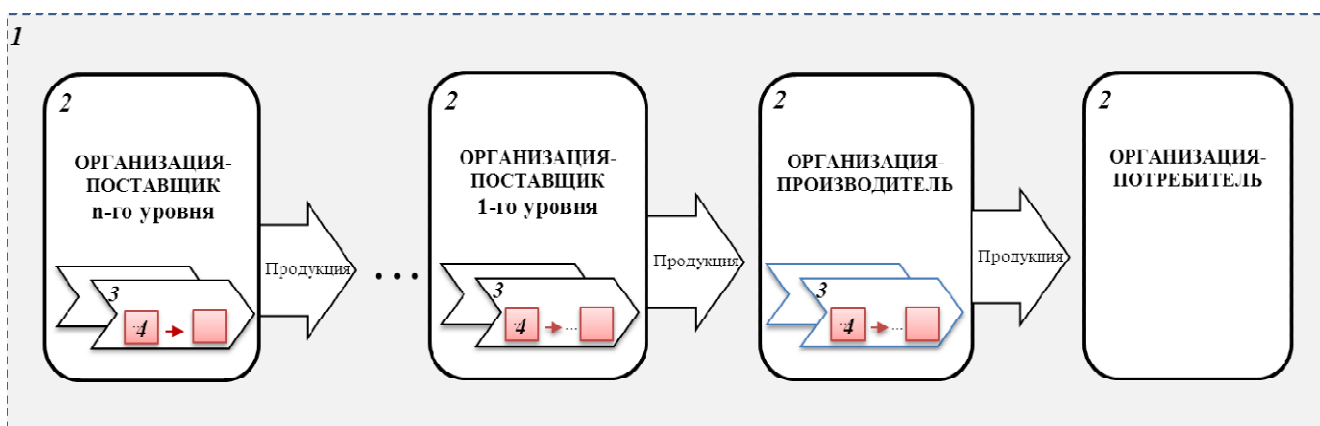 1
2
ОРГАНИЗАЦИЯ-
ПОСТАВЩИК
n-го уровня
3
4
Продукция
...
2
ОРГАНИЗАЦИЯ-
ПОСТАВЩИК
1-го уровня
3
4 ...
Продукция
2
ОРГАНИЗАЦИЯ-
ПРОИЗВОДИТЕЛЬ
3
4 ...
Продукция
2
ОРГАНИЗАЦИЯ-
ПОТРЕБИТЕЛЬ